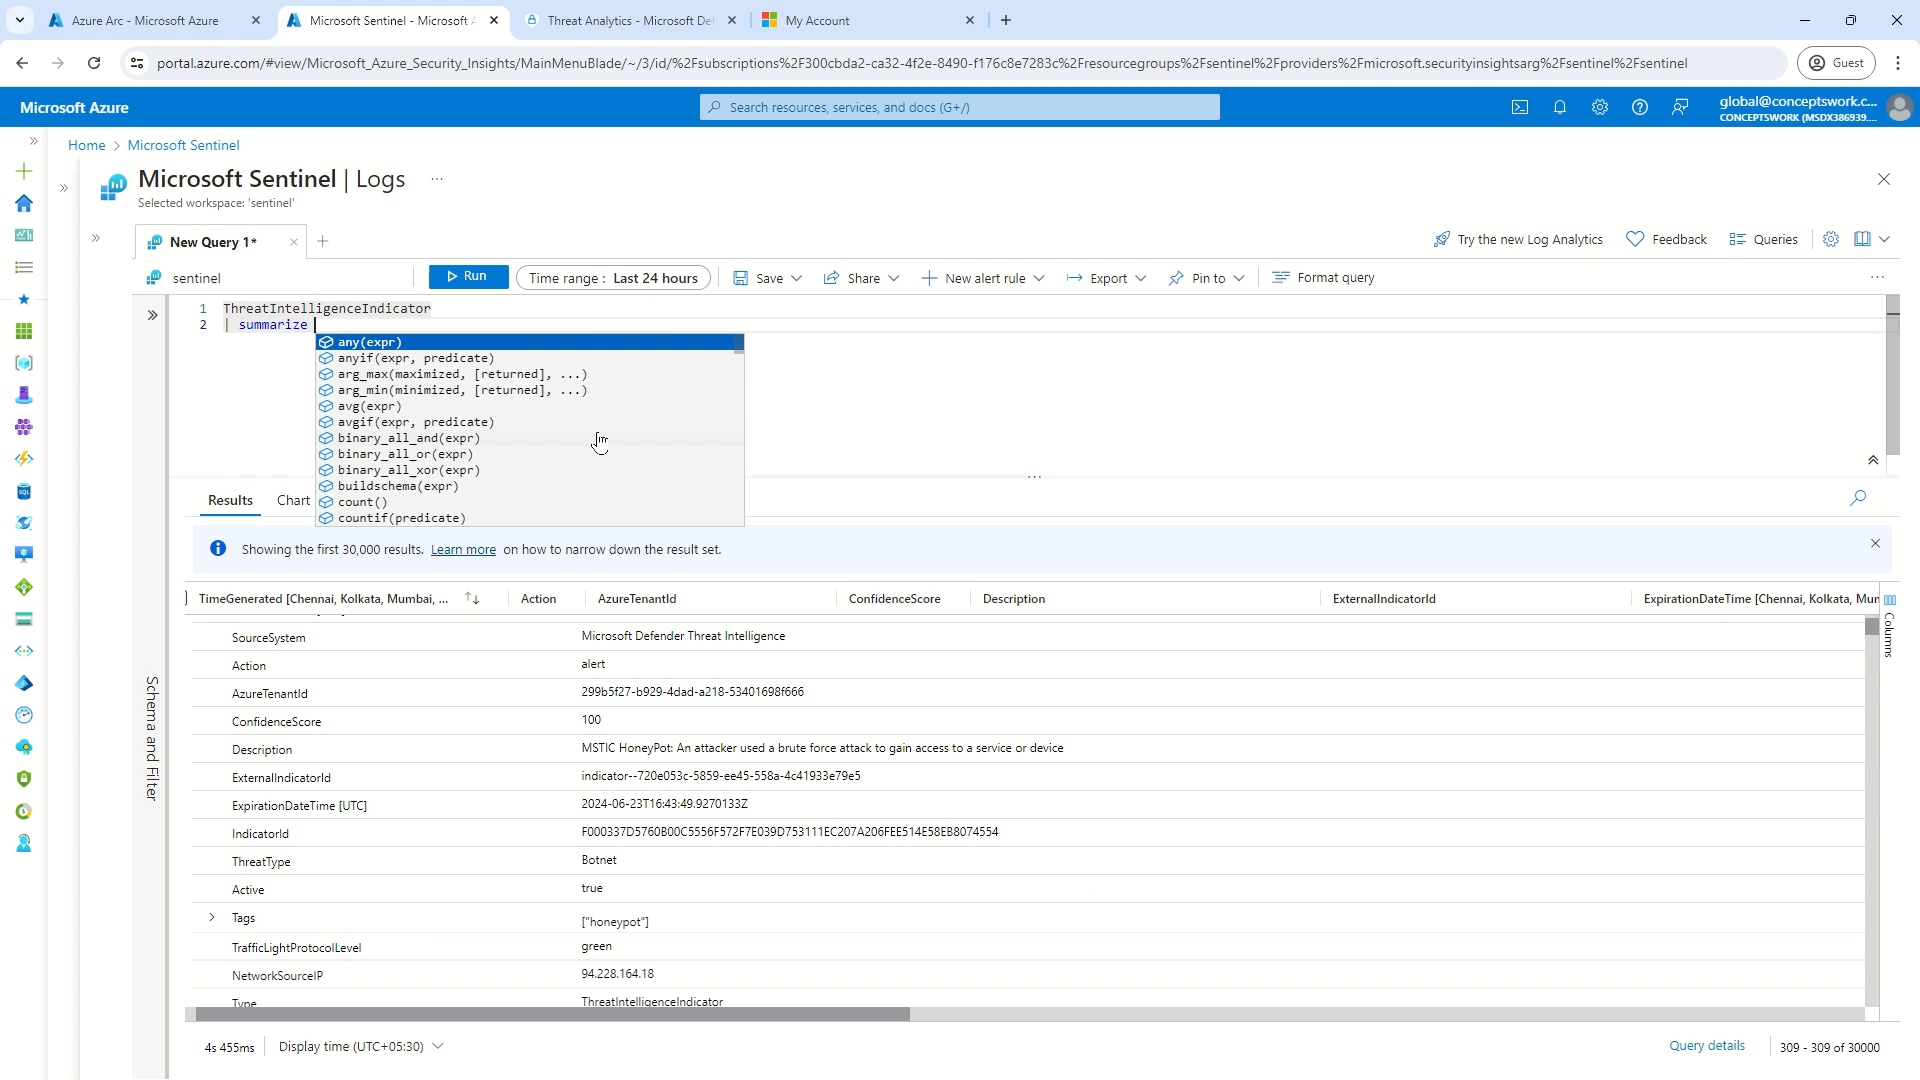 Azure Arc - Microsoft Azure
Microsoft Sentinel - Microsoft A
Threat Analytics - Microsoft De
My Account
portal.azure.com/#view/Microsoft_Azure_Security_Insights/MainMenuBlade/~/3/id/%2Fsubscriptions%2F300cbda2-ca32-4f2e-8490-f176c8e7283c%2Fresourcegroups%2Fsentinel%2Fproviders%2Fmicrosoft.securityinsightsarg%2Fsentinel%2Fsentinel
Guest
Microsoft Azure
Search resources, services, and docs (G+/)
global@conceptswork.c...
CONCEPTSWORK (MSDX386939....
Home > Microsoft Sentinel
Microsoft Sentinel | Logs ...
Selected workspace: 'sentinel'
New Query 1*
Try the new Log Analytics
Feedback
Queries
sentinel
Run
Time range : Last 24 hours
Save
Share
New alert rule
Export
Pin to
Format query
1 ThreatIntelligenceIndicator
2 | summarize
any(expr)
anyif(expr, predicate)
arg_max(maximized, [returned], ...)
arg_min(minimized, [returned], ...)
avg(expr)
avgif(expr, predicate)
binary_all_and(expr)
binary_all_or(expr)
binary_all_xor(expr)
buildschema(expr)
count()
countif(predicate)
Results
Chart
Showing the first 30,000 results. Learn more on how to narrow down the result set.
TimeGenerated [Chennai, Kolkata, Mumbai, ...
Action
AzureTenantId
ConfidenceScore
Description
ExternalIndicatorId
ExpirationDateTime [Chennai, Kolkata, Mun
Columns
Schema and Filter
SourceSystem Microsoft Defender Threat Intelligence
Action alert
AzureTenantId 299b5f27-b929-4dad-a218-53401698f666
ConfidenceScore 100
Description MSTIC HoneyPot: An attacker used a brute force attack to gain access to a service or device
ExternalIndicatorId indicator--720e053c-5859-ee45-558a-4c41933e79e5
ExpirationDateTime [UTC] 2024-06-23T16:43:49.9270133Z
IndicatorId F000337D5760B00C5556F572F7E039D753111EC207A206FEE514E58EB8074554
ThreatType Botnet
Active true
Tags ["honeypot"]
TrafficLightProtocolLevel green
NetworkSourceIP 94.228.164.18
Type ThreatIntelligenceIndicator
4s 455ms
Display time (UTC+05:30)
Query details
309 - 309 of 30000